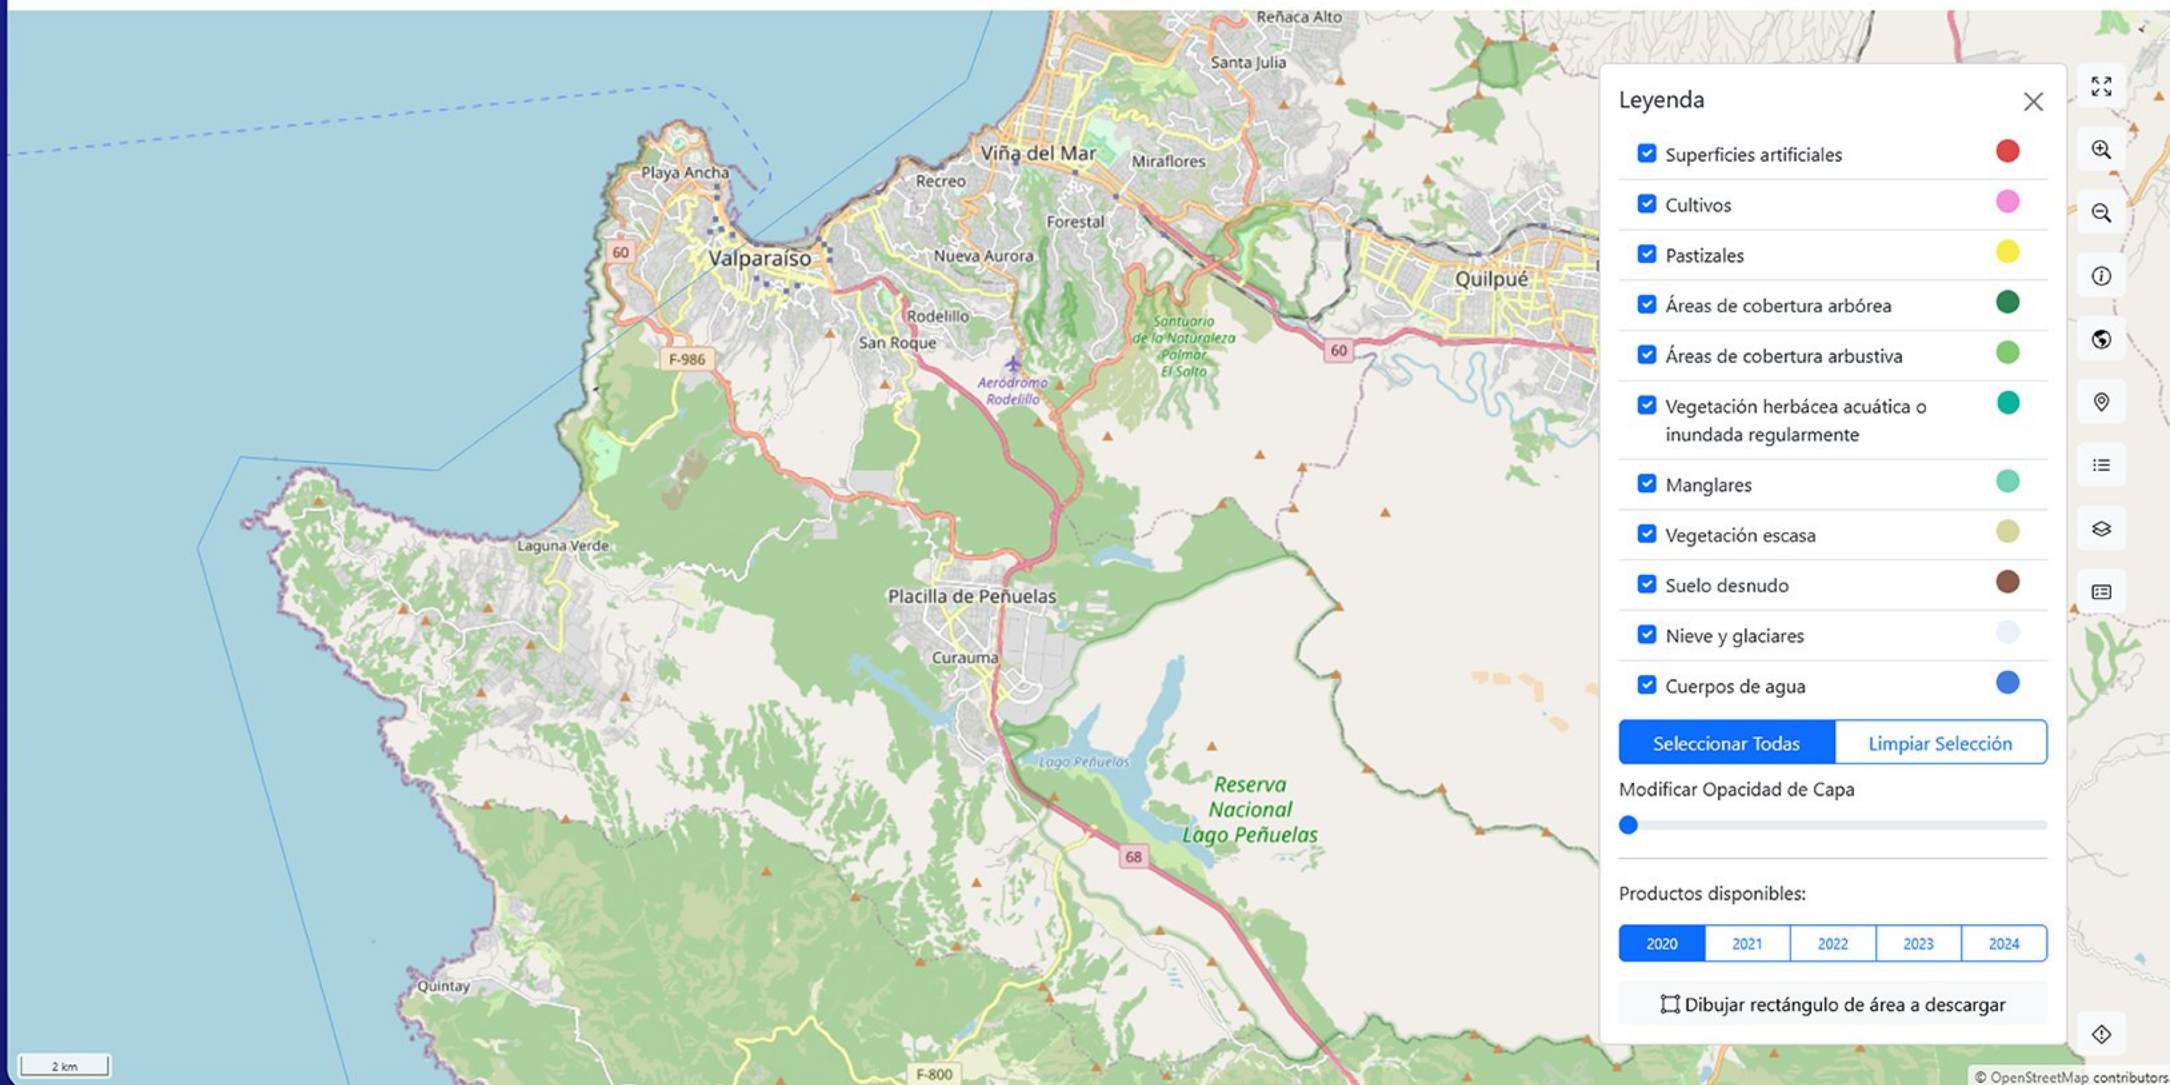 Reñaca Alto
Santa Julia
Viña del Mar
Miraflores
Playa Ancha
Recreo
Forestal
60
Valparaíso
Nueva Aurora
Quilpué
Rodelillo
San Roque
Santuario
de la Naturaleza
Palmar
El Salto
60
F-986
Aeródromo
Rodelillo
Laguna Verde
Placilla de Peñuelas
Curauma
Lago Peñuelas
Reserva
Nacional
Lago Peñuelas
68
Quintay
F-800
2 km
Leyenda
Superficies artificiales
Cultivos
Pastizales
Áreas de cobertura arbórea
Áreas de cobertura arbustiva
Vegetación herbácea acuática o
inundada regularmente
Manglares
Vegetación escasa
Suelo desnudo
Nieve y glaciares
Cuerpos de agua
Seleccionar Todas Limpiar Selección
Modificar Opacidad de Capa
Productos disponibles:
2020 2021 2022 2023 2024
Dibujar rectángulo de área a descargar
© OpenStreetMap contributors